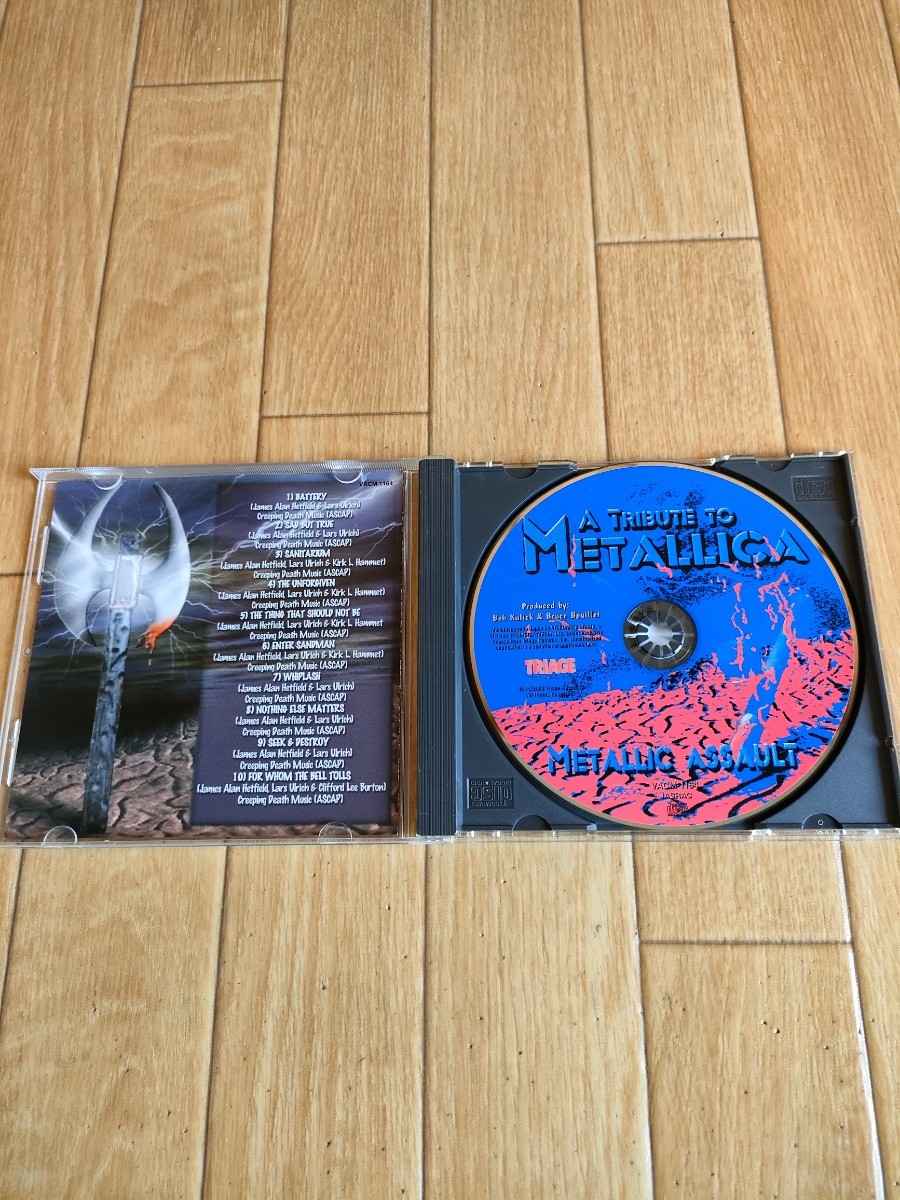 VACM-1164
1) BATTERY
(James Alan Hetfield & Lars Ulrich)
Creeping Death Music (ASCAP)
2) SAD BUT TRUE
(James Alan Hetfield & Lars Ulrich)
Creeping Death Music (ASCAP)
3) SANITARIUM
(James Alan Hetfield, Lars Ulrich & Kirk L. Hammet)
Creeping Death Music (ASCAP)
4) THE UNFORGIVEN
(James Alan Hetfield, Lars Ulrich & Kirk L. Hammet)
Creeping Death Music (ASCAP)
5) THE THING THAT SHOULD NOT BE
(James Alan Hetfield, Lars Ulrich & Kirk L. Hammet)
Creeping Death Music (ASCAP)
6) ENTER SANDMAN
(James Alan Hetfield, Lars Ulrich & Kirk L. Hammet)
Creeping Death Music (ASCAP)
7) WHIPLASH
(James Alan Hetfield & Lars Ulrich)
Creeping Death Music (ASCAP)
8) NOTHING ELSE MATTERS
(James Alan Hetfield & Lars Ulrich)
Creeping Death Music (ASCAP)
9) SEEK & DESTROY
(James Alan Hetfield & Lars Ulrich)
Creeping Death Music (ASCAP)
10) FOR WHOM THE BELL TOLLS
(James Alan Hetfield, Lars Ulrich & Clifford Lee Burton)
Creeping Death Music (ASCAP)
A TRIBUTE TO
METALLICA
Produced by:
Bob Kulick & Bruce Bouillet
TRIAGE
METALLIC ASSAULT
VACM-1164
JASRAC